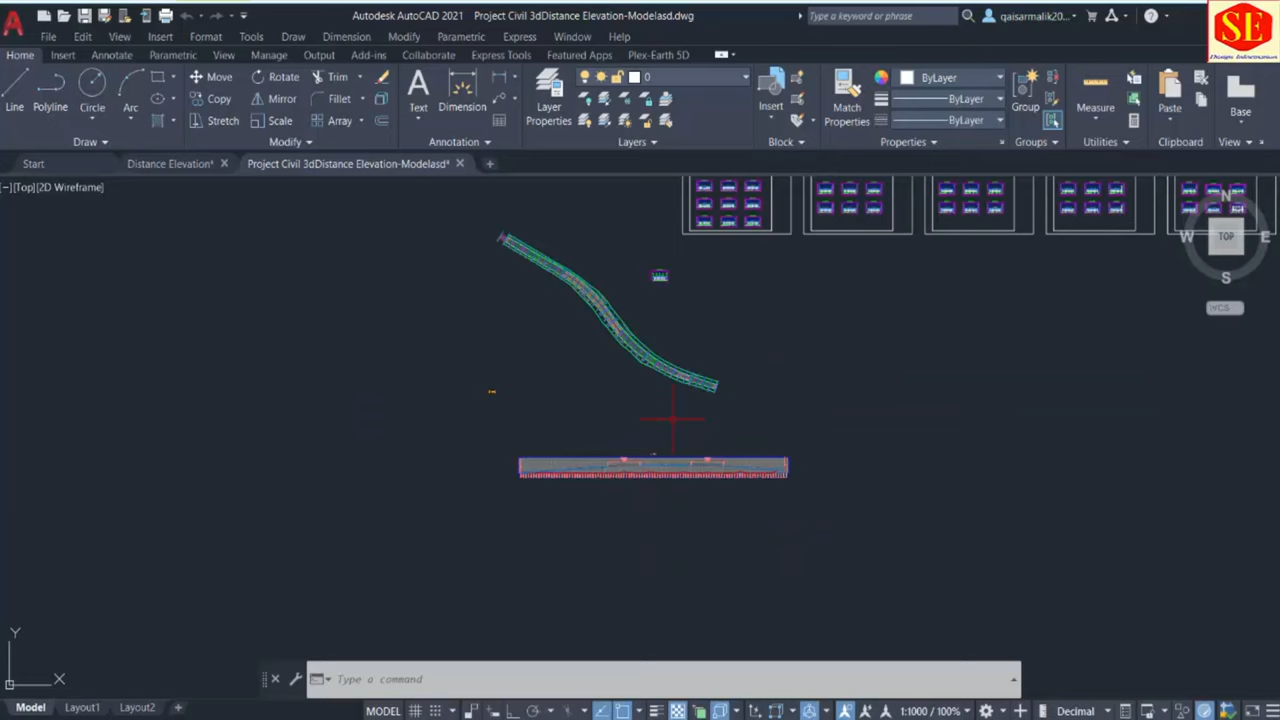 Autodesk AutoCAD 2021 Project Civil 3dDistance Elevation-Modelasd.dwg
Type a keyword or phrase
qaisarmalik20...
SE
Design Infrastructure
File Edit View Insert Format Tools Draw Dimension Modify Parametric Express Window Help
Home Insert Annotate Parametric View Manage Output Add-ins Collaborate Express Tools Featured Apps Plex-Earth 5D
Line Polyline Circle Arc
Move Rotate Trim
Copy Mirror Fillet
Stretch Scale Array
Text Dimension
Layer Properties
0
Insert
Match Properties
ByLayer
ByLayer
ByLayer
Group Measure Paste Base
Draw Modify Annotation Layers Block Properties Groups Utilities Clipboard View
Start Distance Elevation* Project Civil 3dDistance Elevation-Modelasd*
[−][Top][2D Wireframe]
N
W TOP E
S
WCS
Y
X
Type a command
Model Layout1 Layout2
MODEL 1:1000 / 100% Decimal